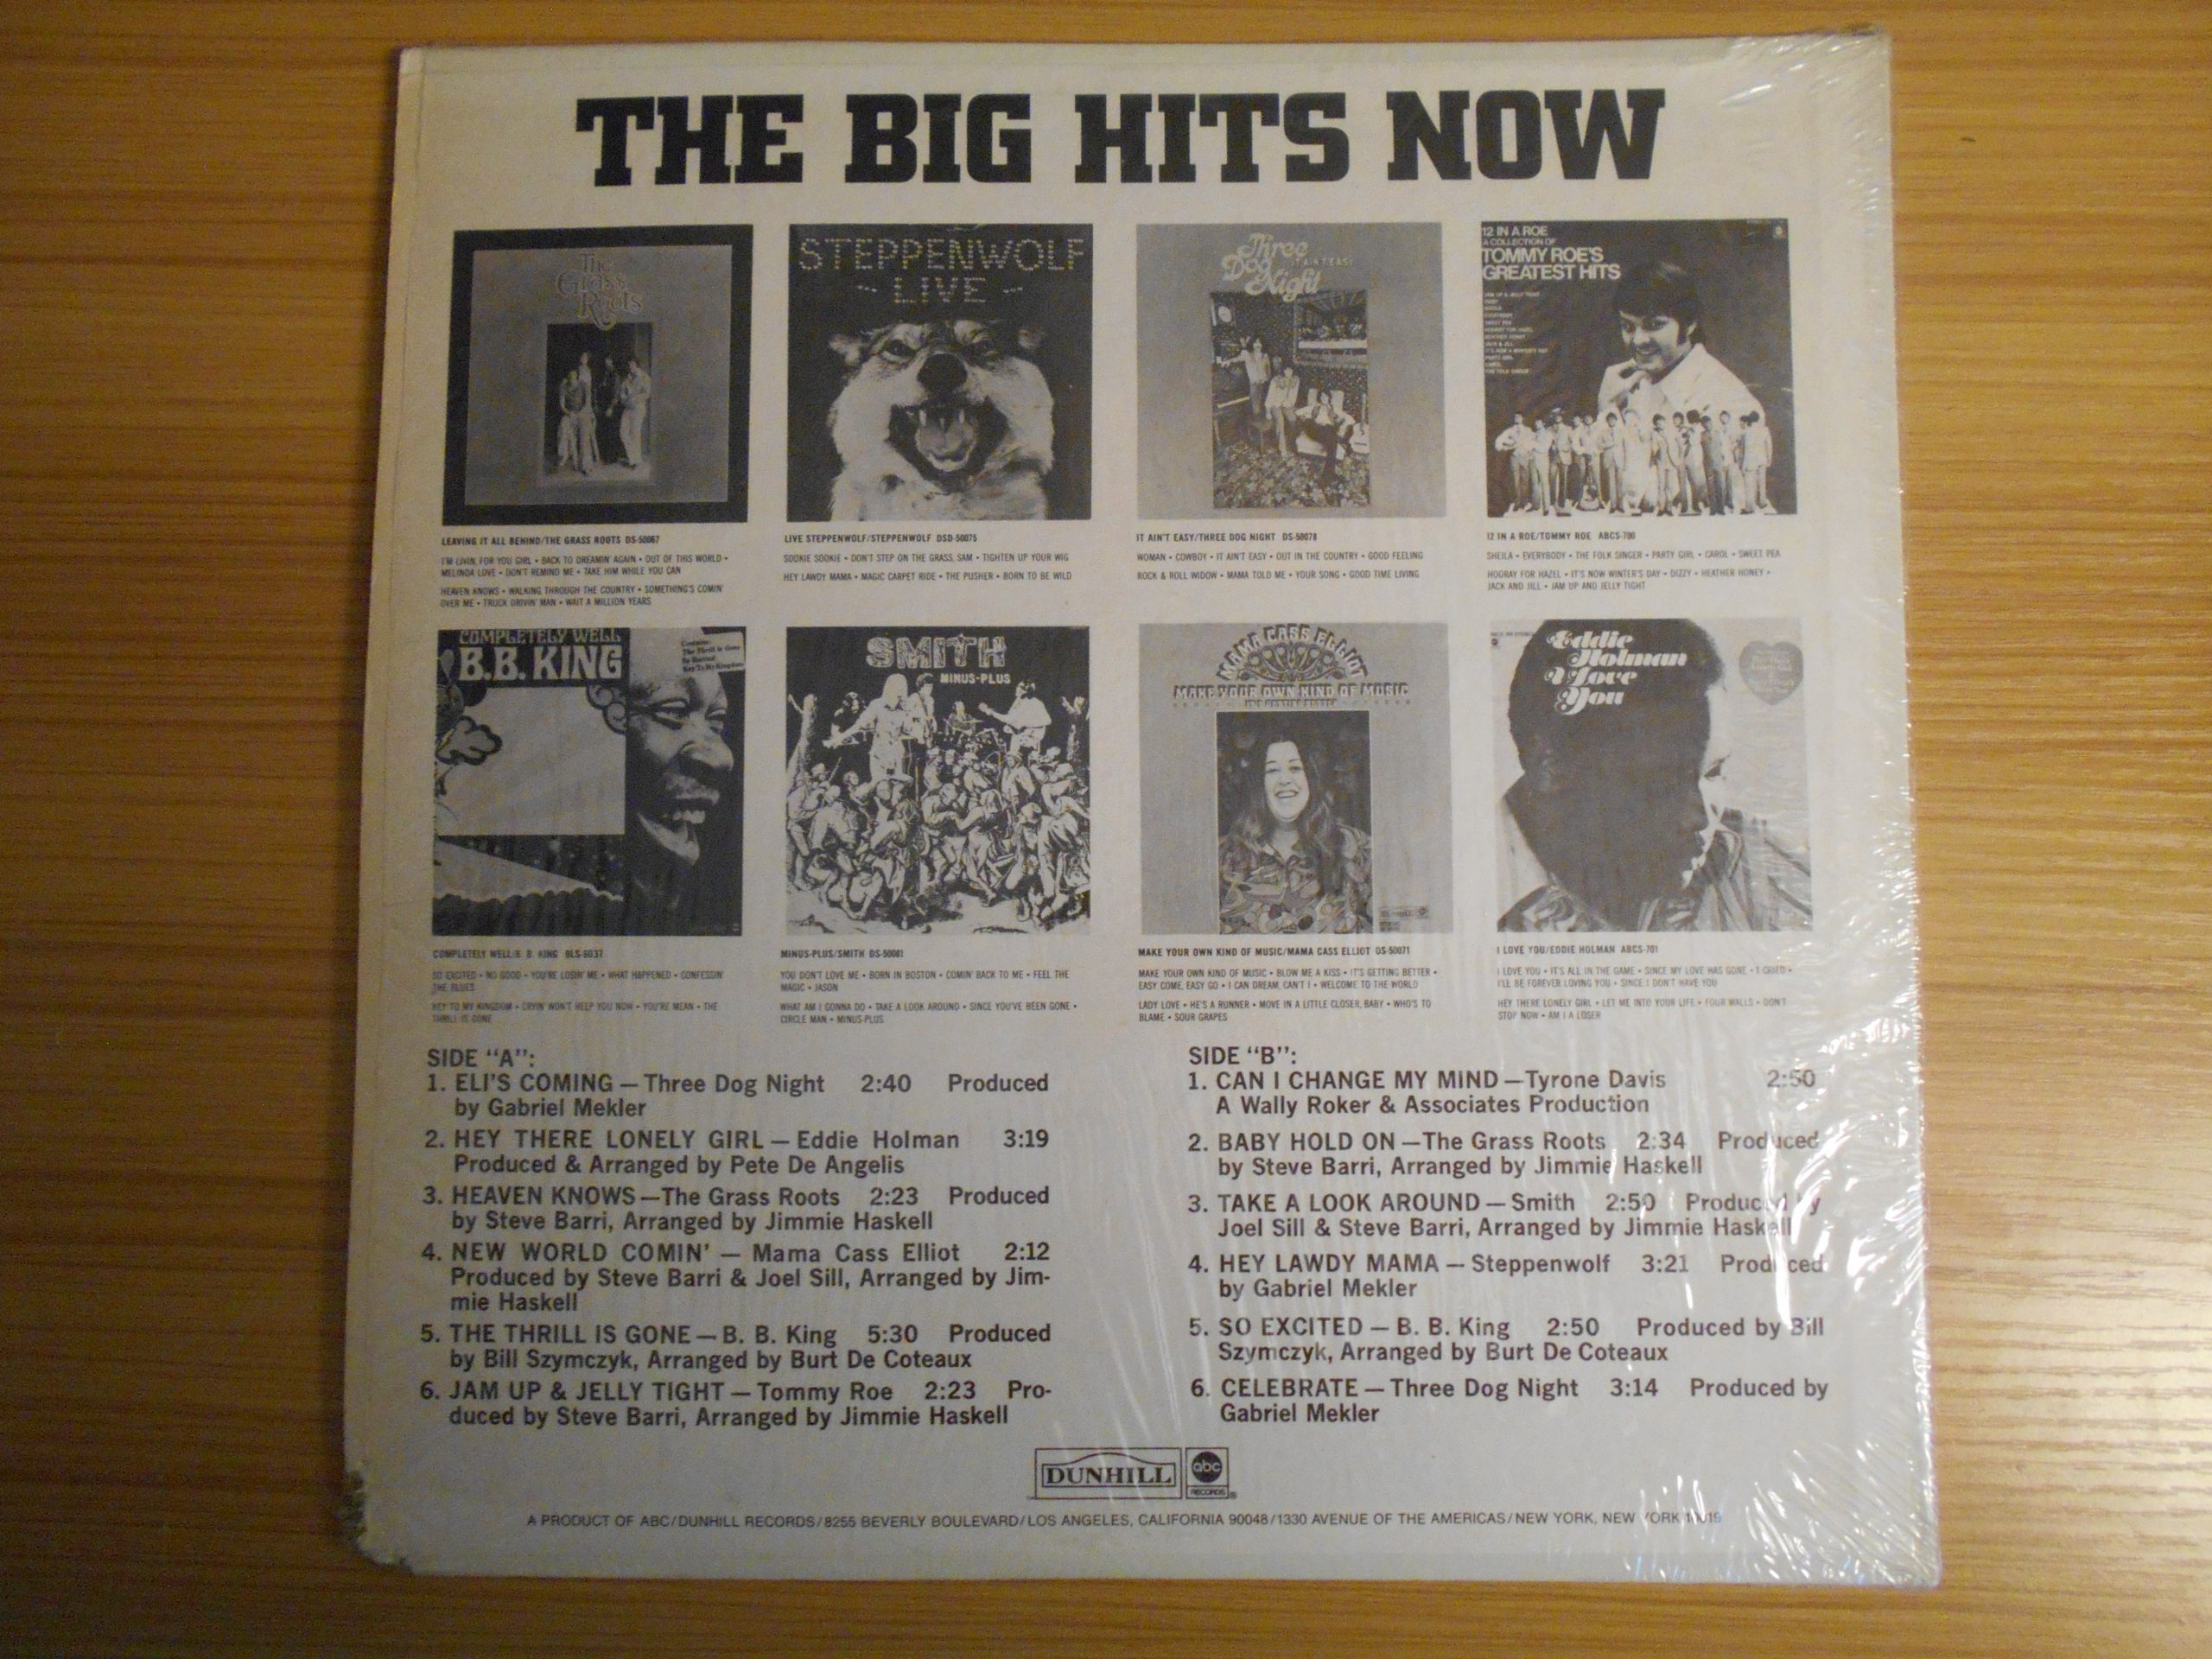 THE BIG HITS NOW
The
Grass
Roots
STEPPENWOLF
LIVE
Three
Dog
Night
IT AIN'T EASY
12 IN A ROE
A COLLECTION OF
TOMMY ROE'S
GREATEST HITS
LEAVING IT ALL BEHIND/THE GRASS ROOTS DS-50067
I'M LIVIN' FOR YOU GIRL • BACK TO DREAMIN' AGAIN • OUT OF THIS WORLD •
MELINDA LOVE • DON'T REMIND ME • TAKE HIM WHILE YOU CAN
HEAVEN KNOWS • WALKING THROUGH THE COUNTRY • SOMETHING'S COMIN'
OVER ME • TRUCK DRIVIN' MAN • WAIT A MILLION YEARS
LIVE STEPPENWOLF/STEPPENWOLF DSD-50075
SOOKIE SOOKIE • DON'T STEP ON THE GRASS, SAM • TIGHTEN UP YOUR WIG
HEY LAWDY MAMA • MAGIC CARPET RIDE • THE PUSHER • BORN TO BE WILD
IT AIN'T EASY/THREE DOG NIGHT DS-50078
WOMAN • COWBOY • IT AIN'T EASY • OUT IN THE COUNTRY • GOOD FEELING
ROCK & ROLL WIDOW • MAMA TOLD ME • YOUR SONG • GOOD TIME LIVING
12 IN A ROE/TOMMY ROE ABCS-700
SHEILA • EVERYBODY • THE FOLK SINGER • PARTY GIRL • CAROL • SWEET PEA
HOORAY FOR HAZEL • IT'S NOW WINTER'S DAY • DIZZY • HEATHER HONEY •
JACK AND JILL • JAM UP AND JELLY TIGHT
COMPLETELY WELL
B.B. KING
SMITH
MINUS-PLUS
MAMA CASS ELLIOT
MAKE YOUR OWN KIND OF MUSIC
Eddie
Holman
I Love
You
COMPLETELY WELL/B. B. KING BLS-6037
SO EXCITED • NO GOOD • YOU'RE LOSIN' ME • WHAT HAPPENED • CONFESSIN'
THE BLUES
KEY TO MY KINGDOM • CRYIN' WON'T HELP YOU NOW • YOU'RE MEAN • THE
THRILL IS GONE
MINUS-PLUS/SMITH DS-50081
YOU DON'T LOVE ME • BORN IN BOSTON • COMIN' BACK TO ME • FEEL THE
MAGIC • JASON
WHAT AM I GONNA DO • TAKE A LOOK AROUND • SINCE YOU'VE BEEN GONE •
CIRCLE MAN • MINUS-PLUS
MAKE YOUR OWN KIND OF MUSIC/MAMA CASS ELLIOT DS-50071
MAKE YOUR OWN KIND OF MUSIC • BLOW ME A KISS • IT'S GETTING BETTER •
EASY COME, EASY GO • I CAN DREAM, CAN'T I • WELCOME TO THE WORLD
LADY LOVE • HE'S A RUNNER • MOVE IN A LITTLE CLOSER, BABY • WHO'S TO
BLAME • SOUR GRAPES
I LOVE YOU/EDDIE HOLMAN ABCS-701
I LOVE YOU • IT'S ALL IN THE GAME • SINCE MY LOVE HAS GONE • I CRIED •
I'LL BE FOREVER LOVING YOU • SINCE I DON'T HAVE YOU
HEY THERE LONELY GIRL • LET ME INTO YOUR LIFE • FOUR WALLS • DON'T
STOP NOW • AM I A LOSER
SIDE "A":
1. ELI'S COMING — Three Dog Night 2:40 Produced
by Gabriel Mekler
2. HEY THERE LONELY GIRL — Eddie Holman 3:19
Produced & Arranged by Pete De Angelis
3. HEAVEN KNOWS — The Grass Roots 2:23 Produced
by Steve Barri, Arranged by Jimmie Haskell
4. NEW WORLD COMIN' — Mama Cass Elliot 2:12
Produced by Steve Barri & Joel Sill, Arranged by Jim-
mie Haskell
5. THE THRILL IS GONE — B. B. King 5:30 Produced
by Bill Szymczyk, Arranged by Burt De Coteaux
6. JAM UP & JELLY TIGHT — Tommy Roe 2:23 Pro-
duced by Steve Barri, Arranged by Jimmie Haskell
SIDE "B":
1. CAN I CHANGE MY MIND — Tyrone Davis 2:50
A Wally Roker & Associates Production
2. BABY HOLD ON — The Grass Roots 2:34 Produced
by Steve Barri, Arranged by Jimmie Haskell
3. TAKE A LOOK AROUND — Smith 2:50 Produced by
Joel Sill & Steve Barri, Arranged by Jimmie Haskell
4. HEY LAWDY MAMA — Steppenwolf 3:21 Produced
by Gabriel Mekler
5. SO EXCITED — B. B. King 2:50 Produced by Bill
Szymczyk, Arranged by Burt De Coteaux
6. CELEBRATE — Three Dog Night 3:14 Produced by
Gabriel Mekler
DUNHILL
abc
RECORDS
A PRODUCT OF ABC/DUNHILL RECORDS/8255 BEVERLY BOULEVARD/LOS ANGELES, CALIFORNIA 90048/1330 AVENUE OF THE AMERICAS/NEW YORK, NEW YORK 10019